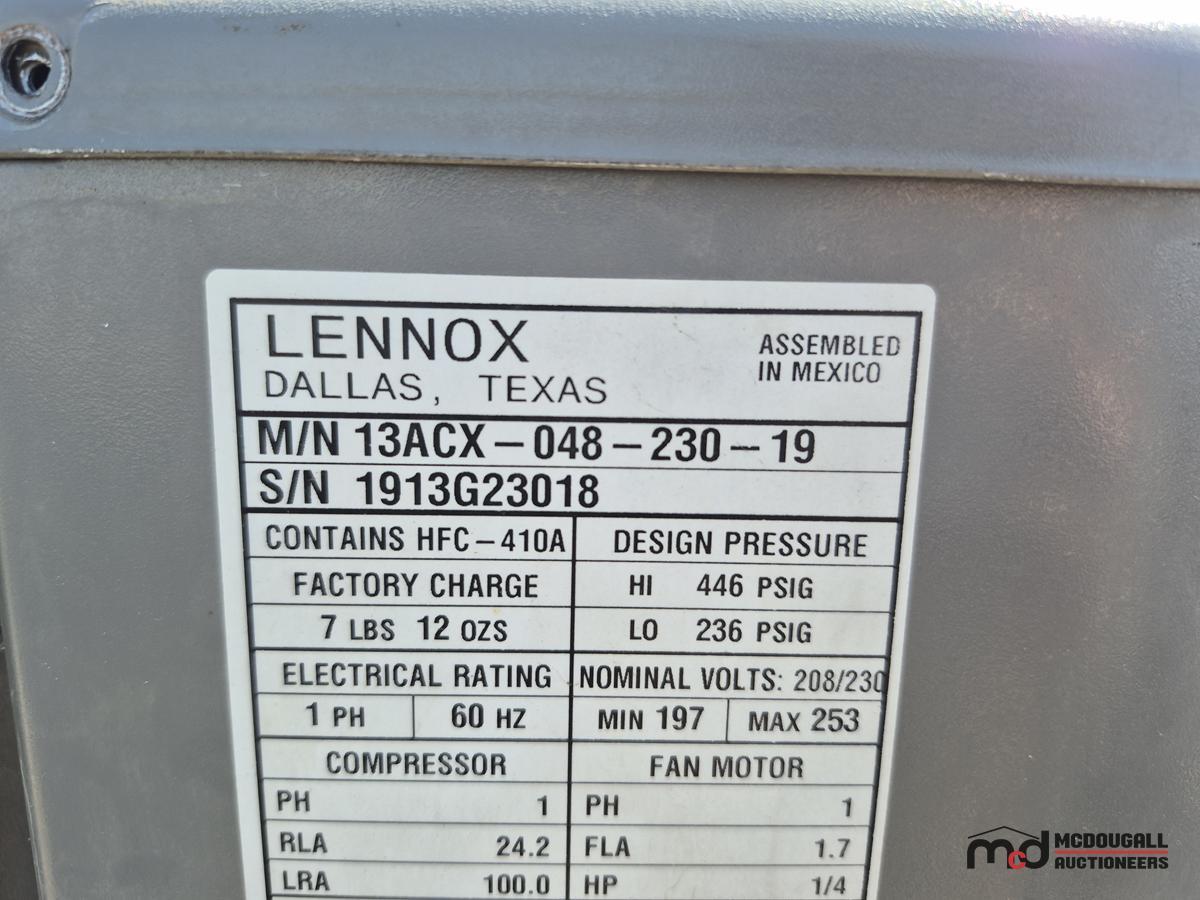 LENNOX
DALLAS, TEXAS
ASSEMBLED
IN MEXICO
M/N 13ACX-048-230-19
S/N 1913G23018
CONTAINS HFC-410A
DESIGN PRESSURE
FACTORY CHARGE
HI 446 PSIG
7 LBS 12 OZS
LO 236 PSIG
ELECTRICAL RATING
NOMINAL VOLTS: 208/230
1 PH 60 HZ
MIN 197 MAX 253
COMPRESSOR
FAN MOTOR
PH 1
PH 1
RLA 24.2
FLA 1.7
LRA 100.0
HP 1/4
mcd MCDOUGALL
AUCTIONEERS